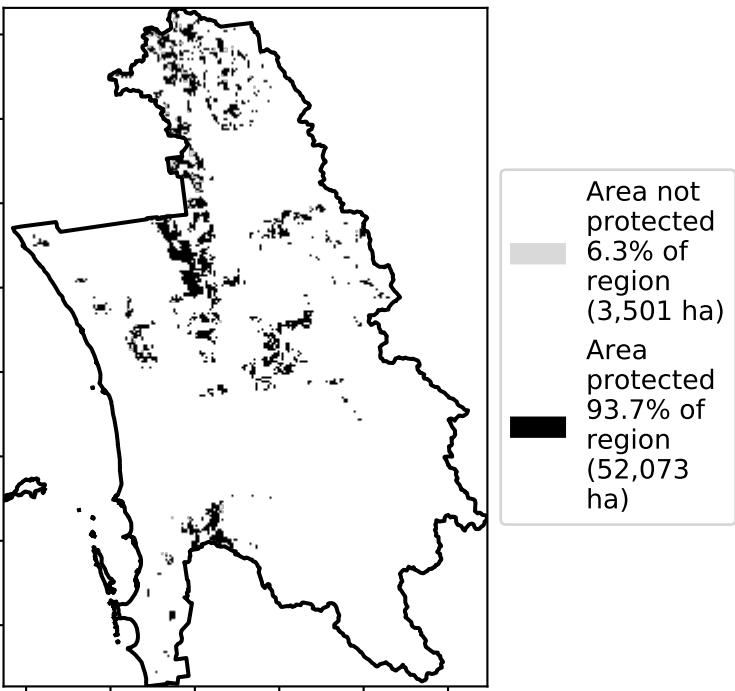 Area not
protected
6.3% of
region
(3,501 ha)
Area
protected
93.7% of
region
(52,073
ha)